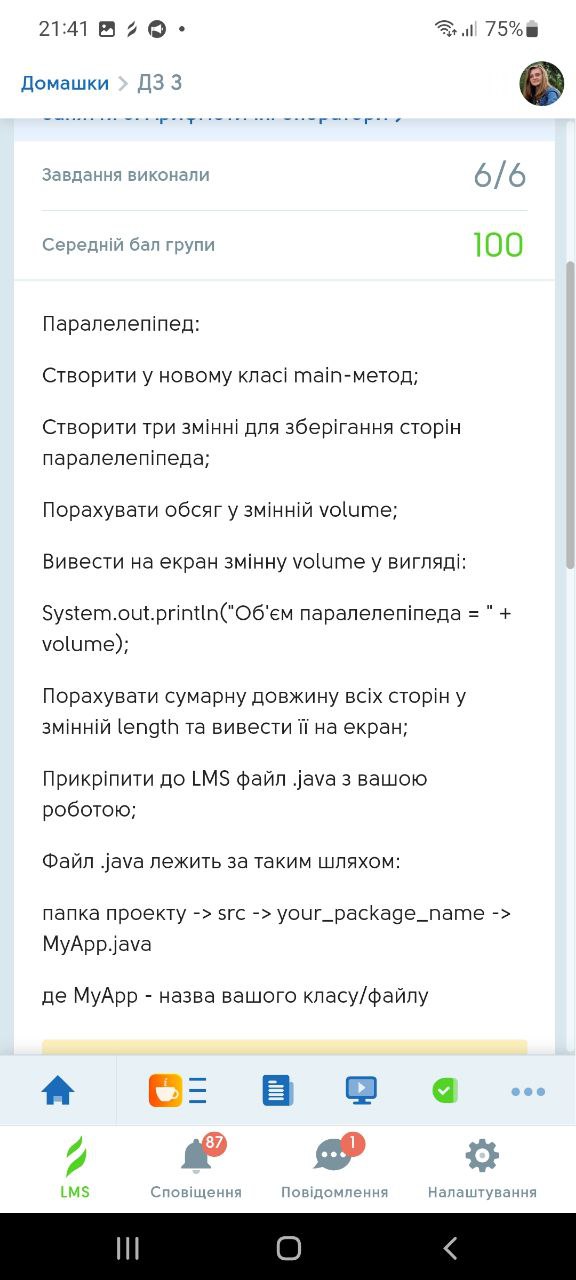 21:41
75%
Домашки > ДЗ 3
Завдання виконали
6/6
Середній бал групи
100
Паралелепіпед:
Створити у новому класі main-метод;
Створити три змінні для зберігання сторін
паралелепіпеда;
Порахувати обсяг у змінній volume;
Вивести на екран змінну volume у вигляді:
System.out.println("Об'єм паралелепіпеда = " +
volume);
Порахувати сумарну довжину всіх сторін у
змінній length та вивести її на екран;
Прикріпити до LMS файл .java з вашою
роботою;
Файл .java лежить за таким шляхом:
папка проекту -> src -> your_package_name ->
MyApp.java
де MyApp - назва вашого класу/файлу
87
1
LMS
Сповіщення
Повідомлення
Налаштування